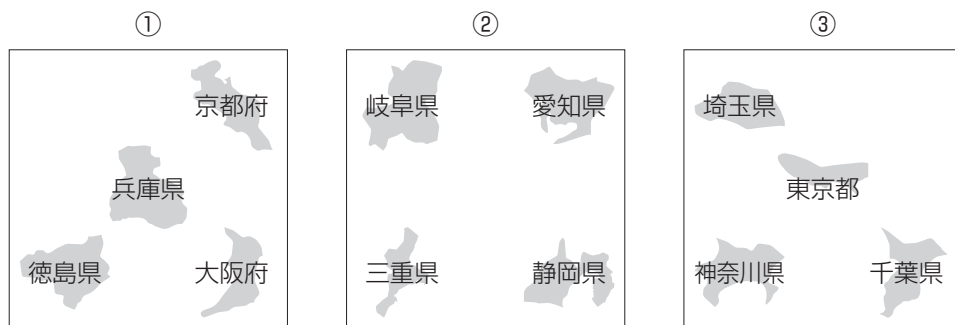 ①
京都府
兵庫県
徳島県 大阪府
②
岐阜県 愛知県
三重県 静岡県
③
埼玉県
東京都
神奈川県 千葉県